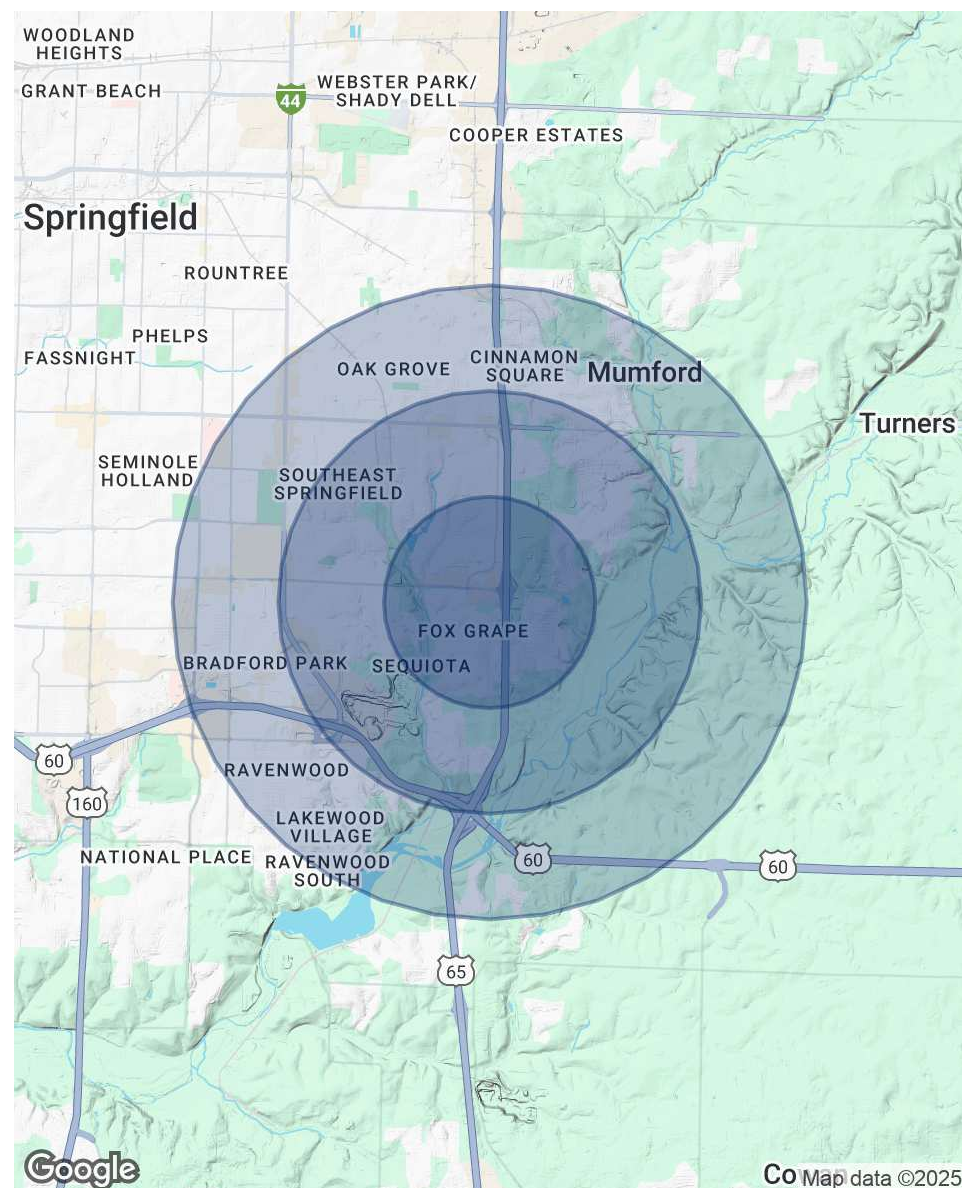 WOODLAND
HEIGHTS
GRANT BEACH
44
WEBSTER PARK/
SHADY DELL
COOPER ESTATES
Springfield
ROUNTREE
PHELPS
FASSNIGHT
OAK GROVE
CINNAMON
SQUARE
Mumford
Turners
SEMINOLE
HOLLAND
SOUTHEAST
SPRINGFIELD
FOX GRAPE
BRADFORD PARK
SEQUIOTA
60
160
RAVENWOOD
LAKEWOOD
VILLAGE
NATIONAL PLACE
RAVENWOOD
SOUTH
60
60
65
Google
Co
Map data ©2025